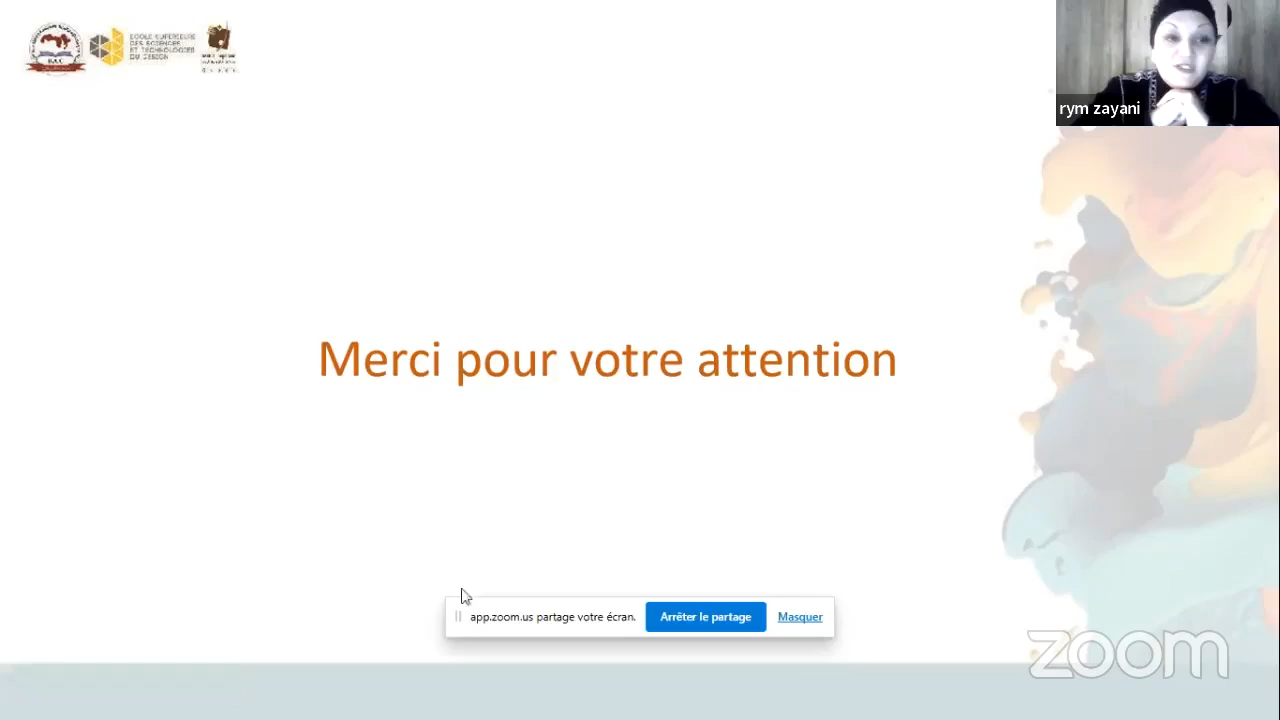 ECOLE SUPERIEURE
DES SCIENCES
ET TECHNOLOGIES
DU DESIGN
rym zayani
Merci pour votre attention
app.zoom.us partage votre écran.
Arrêter le partage
Masquer
zoom